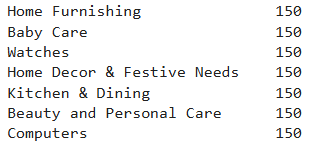 Home Furnishing 150
Baby Care 150
Watches 150
Home Decor & Festive Needs 150
Kitchen & Dining 150
Beauty and Personal Care 150
Computers 150